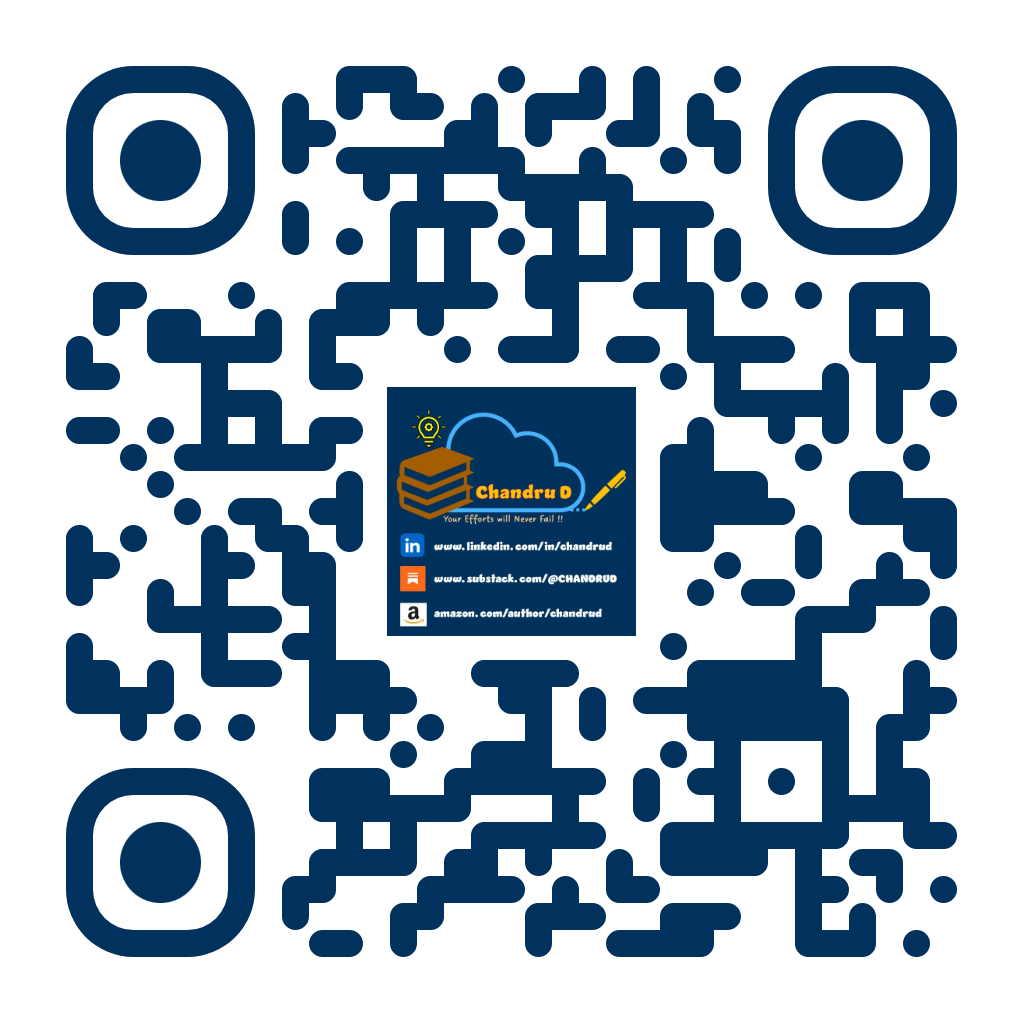 Chandru D
Your Efforts will Never Fail !!
in www.linkedin.com/in/chandrud
www.substack.com/@CHANDRUD
a amazon.com/author/chandrud